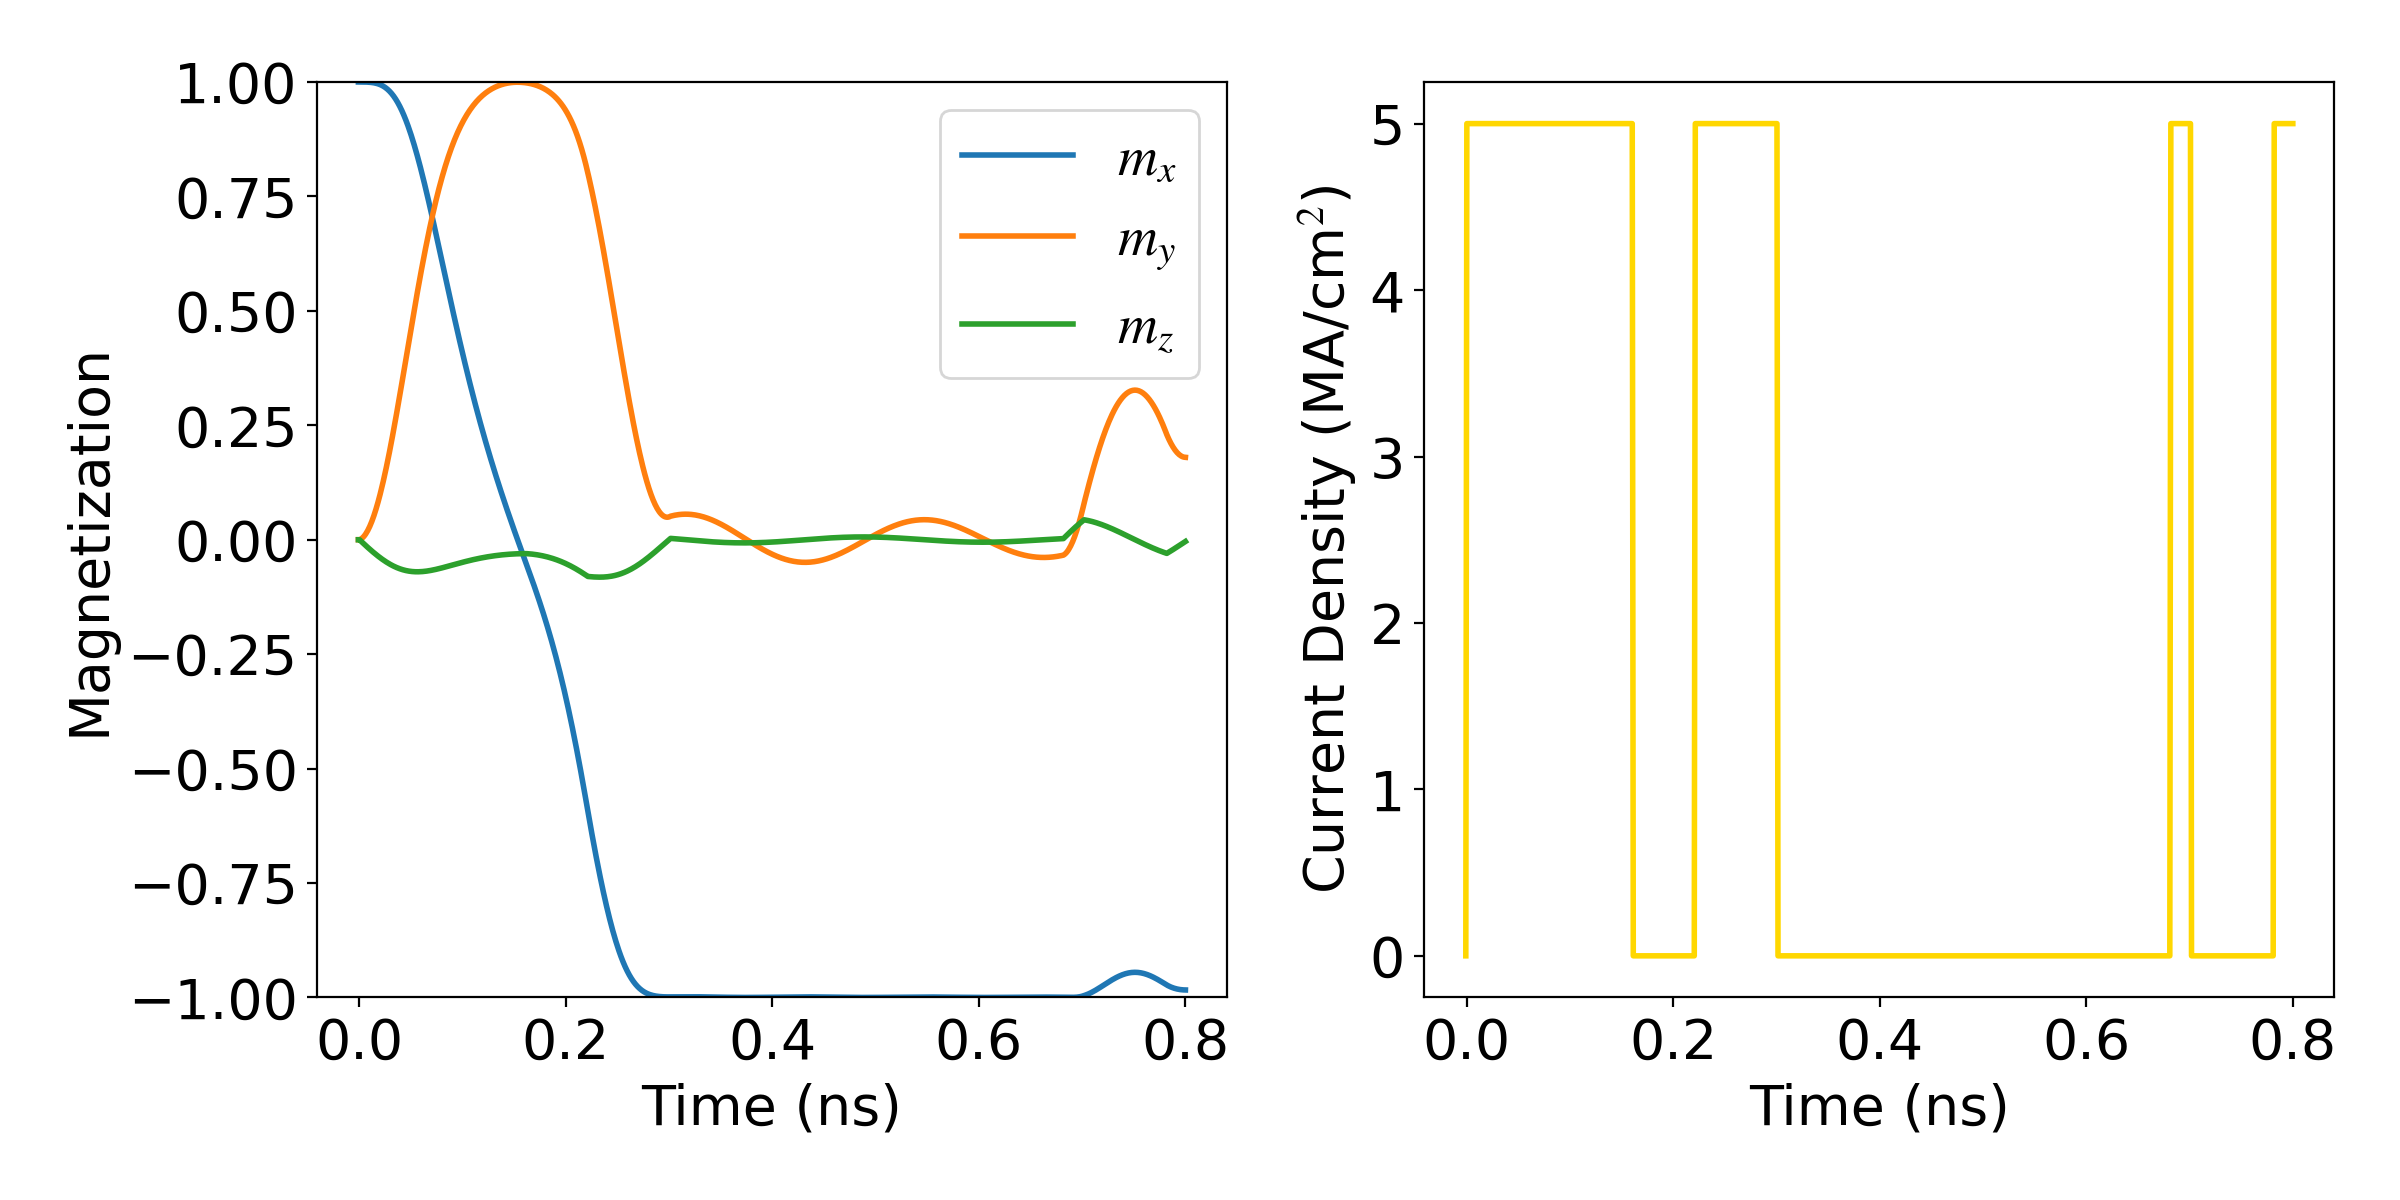 Magnetization
1.00
0.75
0.50
0.25
0.00
−0.25
−0.50
−0.75
−1.00
0.0 0.2 0.4 0.6 0.8
Time (ns)
mₓ
m_y
m_z
Current Density (MA/cm²)
5
4
3
2
1
0
0.0 0.2 0.4 0.6 0.8
Time (ns)